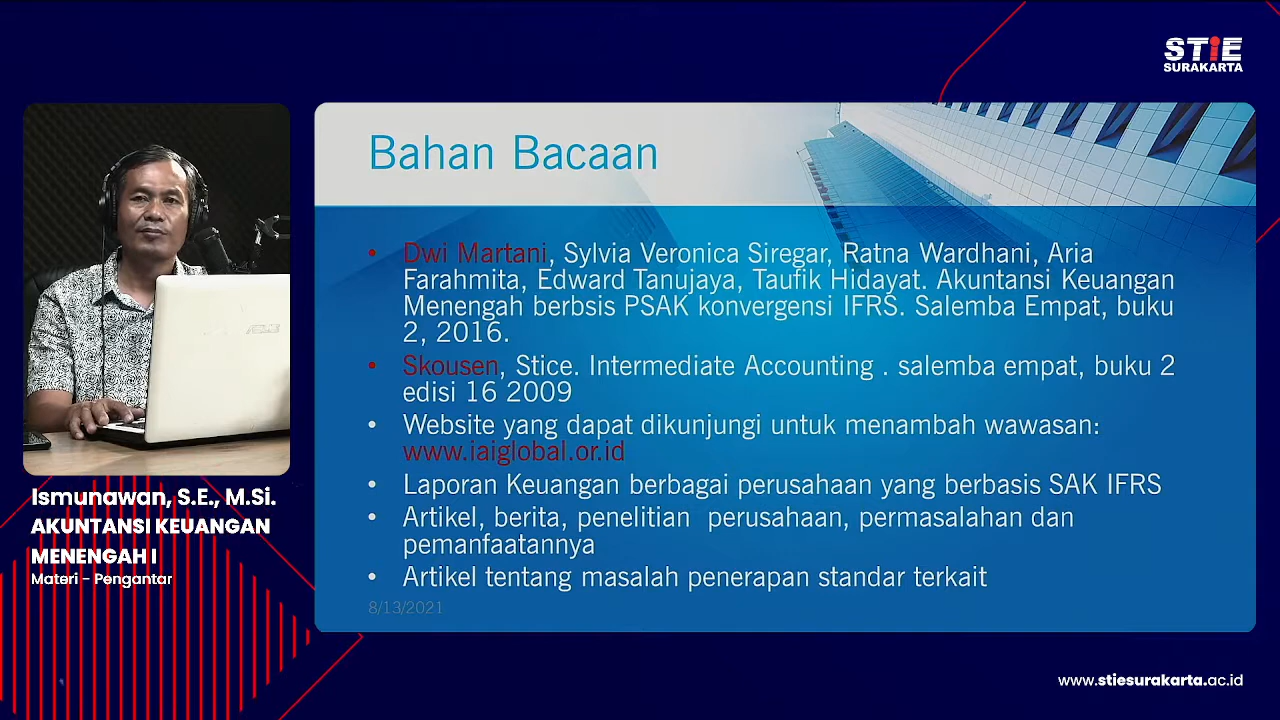 STiE
SURAKARTA
Bahan Bacaan
• Dwi Martani, Sylvia Veronica Siregar, Ratna Wardhani, Aria
Farahmita, Edward Tanujaya, Taufik Hidayat. Akuntansi Keuangan
Menengah berbsis PSAK konvergensi IFRS. Salemba Empat, buku
2, 2016.
• Skousen, Stice. Intermediate Accounting . salemba empat, buku 2
edisi 16 2009
• Website yang dapat dikunjungi untuk menambah wawasan:
www.iaiglobal.or.id
• Laporan Keuangan berbagai perusahaan yang berbasis SAK IFRS
• Artikel, berita, penelitian  perusahaan, permasalahan dan
pemanfaatannya
• Artikel tentang masalah penerapan standar terkait
8/13/2021
Ismunawan, S.E., M.Si.
AKUNTANSI KEUANGAN
MENENGAH I
Materi - Pengantar
www.stiesurakarta.ac.id